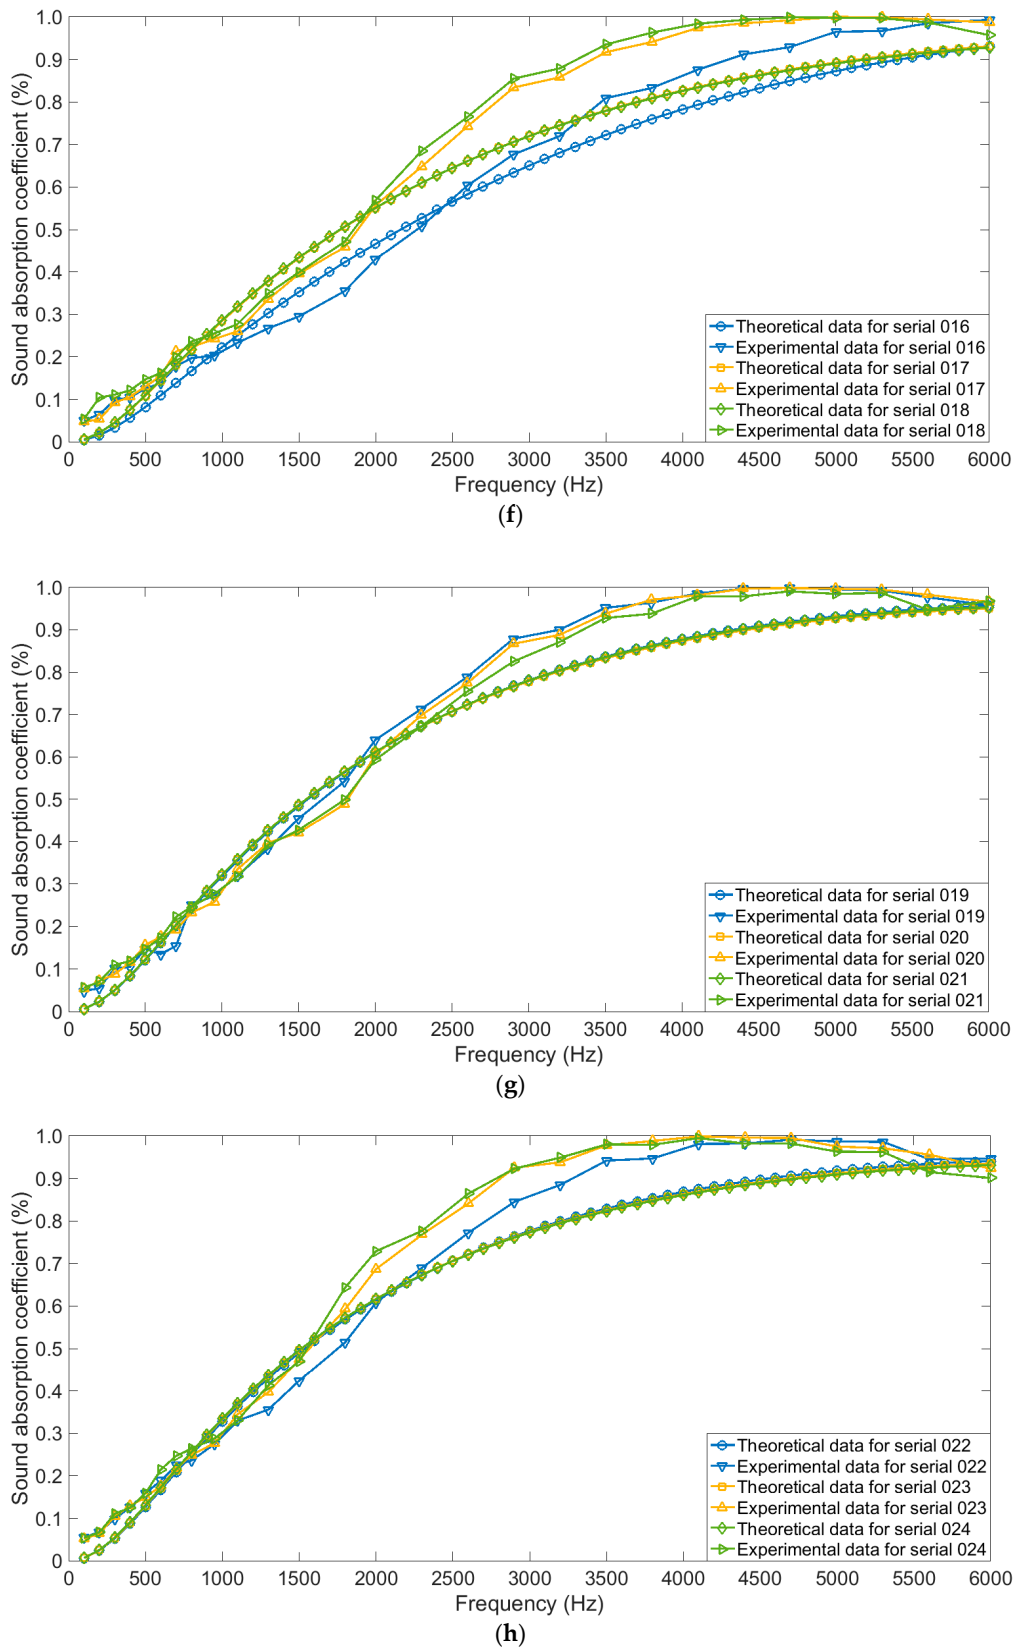 1.0
0.9
0.8
0.7
0.6
0.5
0.4
0.3
0.2
0.1
0
Sound absorption coefficient (%)
Theoretical data for serial 016
Experimental data for serial 016
Theoretical data for serial 017
Experimental data for serial 017
Theoretical data for serial 018
Experimental data for serial 018
0 500 1000 1500 2000 2500 3000 3500 4000 4500 5000 5500 6000
Frequency (Hz)
(f)
1.0
0.9
0.8
0.7
0.6
0.5
0.4
0.3
0.2
0.1
0
Sound absorption coefficient (%)
Theoretical data for serial 019
Experimental data for serial 019
Theoretical data for serial 020
Experimental data for serial 020
Theoretical data for serial 021
Experimental data for serial 021
0 500 1000 1500 2000 2500 3000 3500 4000 4500 5000 5500 6000
Frequency (Hz)
(g)
1.0
0.9
0.8
0.7
0.6
0.5
0.4
0.3
0.2
0.1
0
Sound absorption coefficient (%)
Theoretical data for serial 022
Experimental data for serial 022
Theoretical data for serial 023
Experimental data for serial 023
Theoretical data for serial 024
Experimental data for serial 024
0 500 1000 1500 2000 2500 3000 3500 4000 4500 5000 5500 6000
Frequency (Hz)
(h)